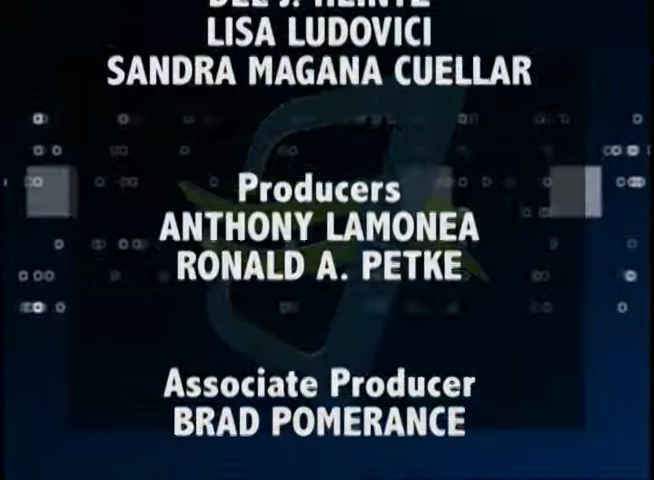 LISA LUDOVICI
SANDRA MAGANA CUELLAR
Producers
ANTHONY LAMONEA
RONALD A. PETKE
Associate Producer
BRAD POMERANCE